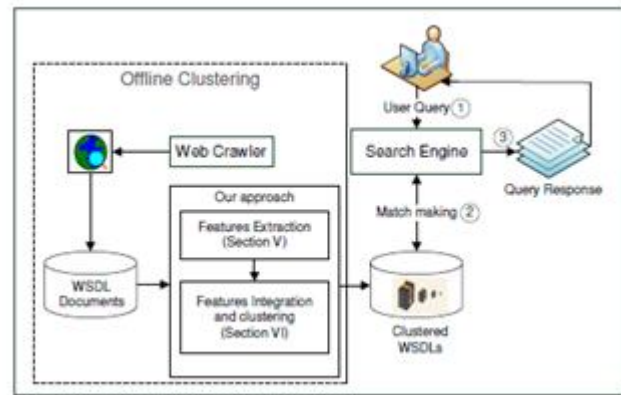 Offline Clustering
Web Crawler
WSDL
Documents
Our approach
Features Extraction
(Section V)
Features Integration
and clustering
(Section VI)
User Query 1
Search Engine
3
Query Response
Match making 2
Clustered
WSDLs